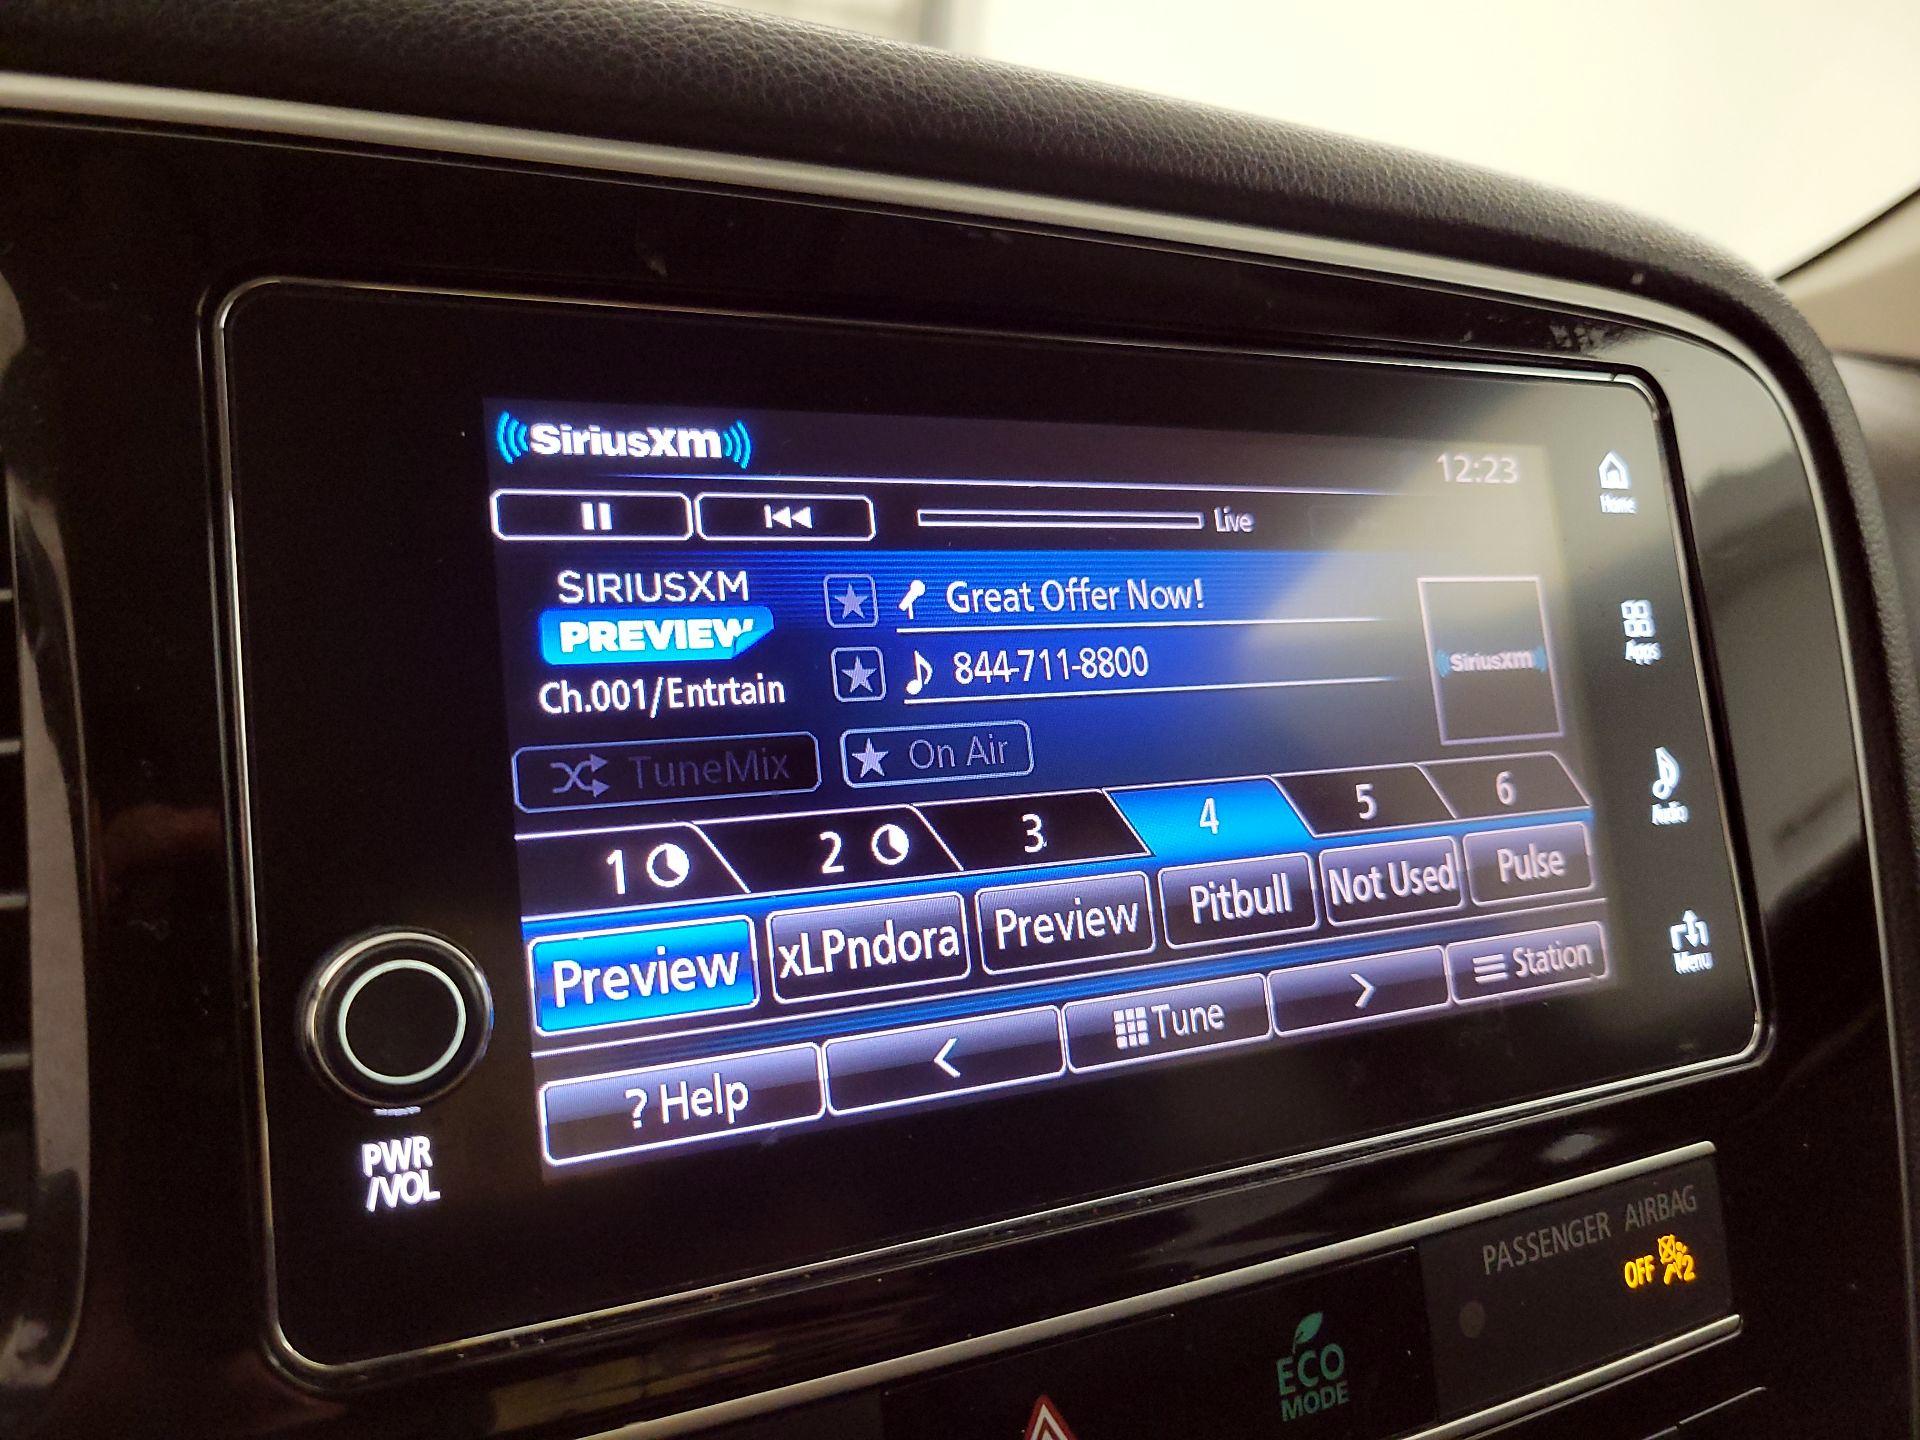 SiriusXM
12:23
Live
SIRIUSXM
PREVIEW
Ch.001/Entrtain
Great Offer Now!
844-711-8800
SiriusXM
TuneMix
On Air
1
2
3
4
5
6
Preview
xLPndora
Preview
Pitbull
Not Used
Pulse
? Help
<
Tune
>
Station
Home
Apps
Audio
Menu
PWR
/VOL
PASSENGER AIRBAG
OFF 2
ECO
MODE